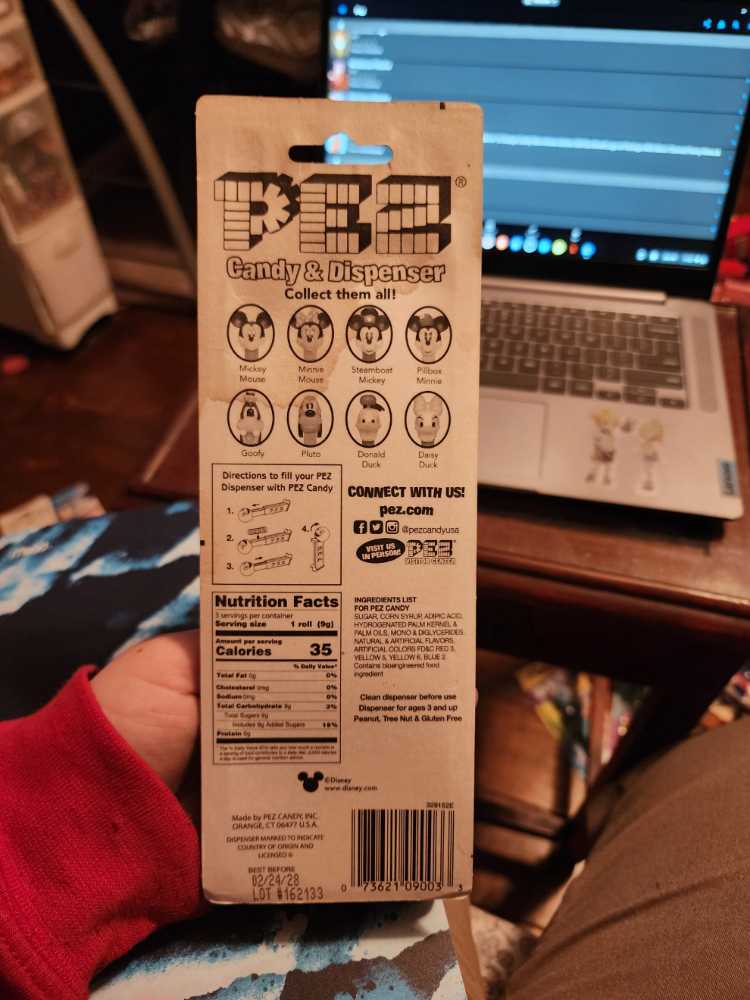 PEZ®
Candy & Dispenser
Collect them all!
Mickey Mouse
Minnie Mouse
Steamboat Mickey
Pillbox Minnie
Goofy
Pluto
Donald Duck
Daisy Duck
Directions to fill your PEZ
Dispenser with PEZ Candy
1.
2.
3.
4.
CONNECT WITH US!
pez.com
@pezcandyusa
VISIT US
IN PERSON!
PEZ
VISITOR CENTER
Nutrition Facts
3 servings per container
Serving size 1 roll (9g)
Amount per serving
Calories 35
% Daily Value*
Total Fat 0g 0%
Cholesterol 0mg 0%
Sodium 0mg 0%
Total Carbohydrate 9g 3%
Total Sugars 9g
Includes 9g Added Sugars 18%
Protein 0g
INGREDIENTS LIST
FOR PEZ CANDY
SUGAR, CORN SYRUP, ADIPIC ACID,
HYDROGENATED PALM KERNEL &
PALM OILS, MONO & DIGLYCERIDES,
NATURAL & ARTIFICIAL FLAVORS,
ARTIFICIAL COLORS FD&C RED 3,
YELLOW 5, YELLOW 6, BLUE 2
Contains bioengineered food
ingredient
Clean dispenser before use
Dispenser for ages 3 and up
Peanut, Tree Nut & Gluten Free
©Disney
www.disney.com
Made by PEZ CANDY, INC.
ORANGE, CT 06477 U.S.A.
DISPENSER MARKED TO INDICATE
COUNTRY OF ORIGIN AND
LICENSED ®
BEST BEFORE
02/24/28
LOT #162133
0 73621 09003 3
Lenovo